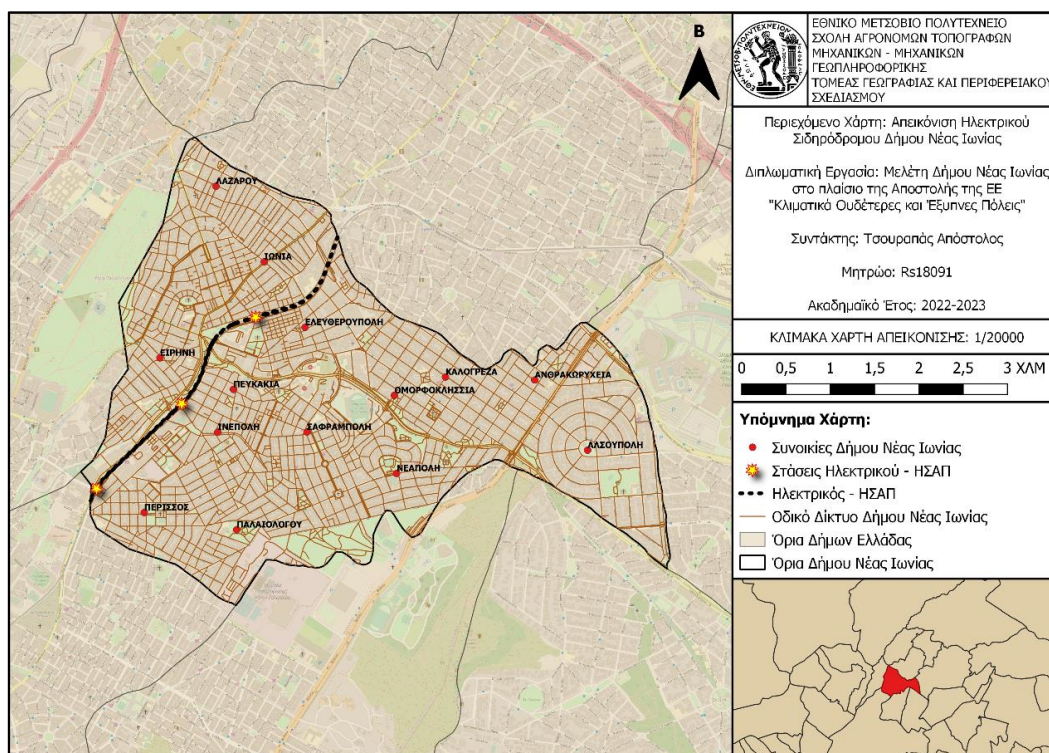 Β
ΛΑΖΑΡΟΥ
ΙΩΝΙΑ
ΕΛΕΥΘΕΡΟΥΠΟΛΗ
ΕΙΡΗΝΗ
ΚΑΛΟΓΡΕΖΑ
ΑΝΘΡΑΚΩΡΥΧΕΙΑ
ΠΕΥΚΑΚΙΑ
ΟΜΟΡΦΟΚΛΗΣΣΙΑ
ΙΝΕΠΟΛΗ
ΣΑΦΡΑΜΠΟΛΗ
ΑΛΣΟΥΠΟΛΗ
ΝΕΑΠΟΛΗ
ΠΕΡΙΣΣΟΣ
ΠΑΛΑΙΟΛΟΓΟΥ
ΕΘΝΙΚΟ ΜΕΤΣΟΒΙΟ ΠΟΛΥΤΕΧΝΕΙΟ
ΣΧΟΛΗ ΑΓΡΟΝΟΜΩΝ ΤΟΠΟΓΡΑΦΩΝ
ΜΗΧΑΝΙΚΩΝ - ΜΗΧΑΝΙΚΩΝ
ΓΕΩΠΛΗΡΟΦΟΡΙΚΗΣ
ΤΟΜΕΑΣ ΓΕΩΓΡΑΦΙΑΣ ΚΑΙ ΠΕΡΙΦΕΡΕΙΑΚΟΥ
ΣΧΕΔΙΑΣΜΟΥ
Περιεχόμενο Χάρτη: Απεικόνιση Ηλεκτρικού
Σιδηρόδρομου Δήμου Νέας Ιωνίας
Διπλωματική Εργασία: Μελέτη Δήμου Νέας Ιωνίας
στο πλαίσιο της Αποστολής της ΕΕ
"Κλιματικά Ουδέτερες και Έξυπνες Πόλεις"
Συντάκτης: Τσουραπάς Απόστολος
Μητρώο: Rs18091
Ακαδημαϊκό Έτος: 2022-2023
ΚΛΙΜΑΚΑ ΧΑΡΤΗ ΑΠΕΙΚΟΝΙΣΗΣ: 1/20000
0 0,5 1 1,5 2 2,5 3 ΧΛΜ
Υπόμνημα Χάρτη:
Συνοικίες Δήμου Νέας Ιωνίας
Στάσεις Ηλεκτρικού - ΗΣΑΠ
Ηλεκτρικός - ΗΣΑΠ
Οδικό Δίκτυο Δήμου Νέας Ιωνίας
Όρια Δήμων Ελλάδας
Όρια Δήμου Νέας Ιωνίας